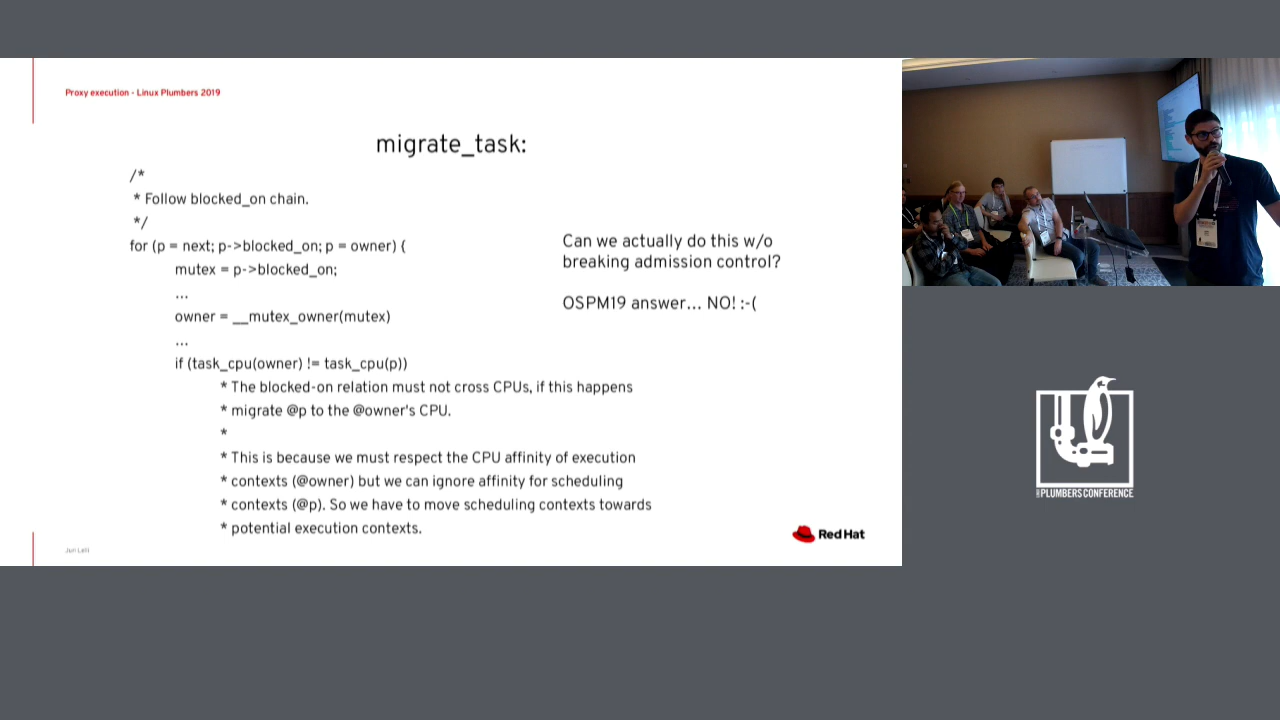 Proxy execution - Linux Plumbers 2019
migrate_task:
/*
* Follow blocked_on chain.
*/
for (p = next; p->blocked_on; p = owner) {
mutex = p->blocked_on;
...
owner = __mutex_owner(mutex)
...
if (task_cpu(owner) != task_cpu(p))
* The blocked-on relation must not cross CPUs, if this happens
* migrate @p to the @owner's CPU.
*
* This is because we must respect the CPU affinity of execution
* contexts (@owner) but we can ignore affinity for scheduling
* contexts (@p). So we have to move scheduling contexts towards
* potential execution contexts.
Can we actually do this w/o
breaking admission control?
OSPM19 answer... NO! :-(
Juri Lelli
Red Hat
PLUMBERS CONFERENCE